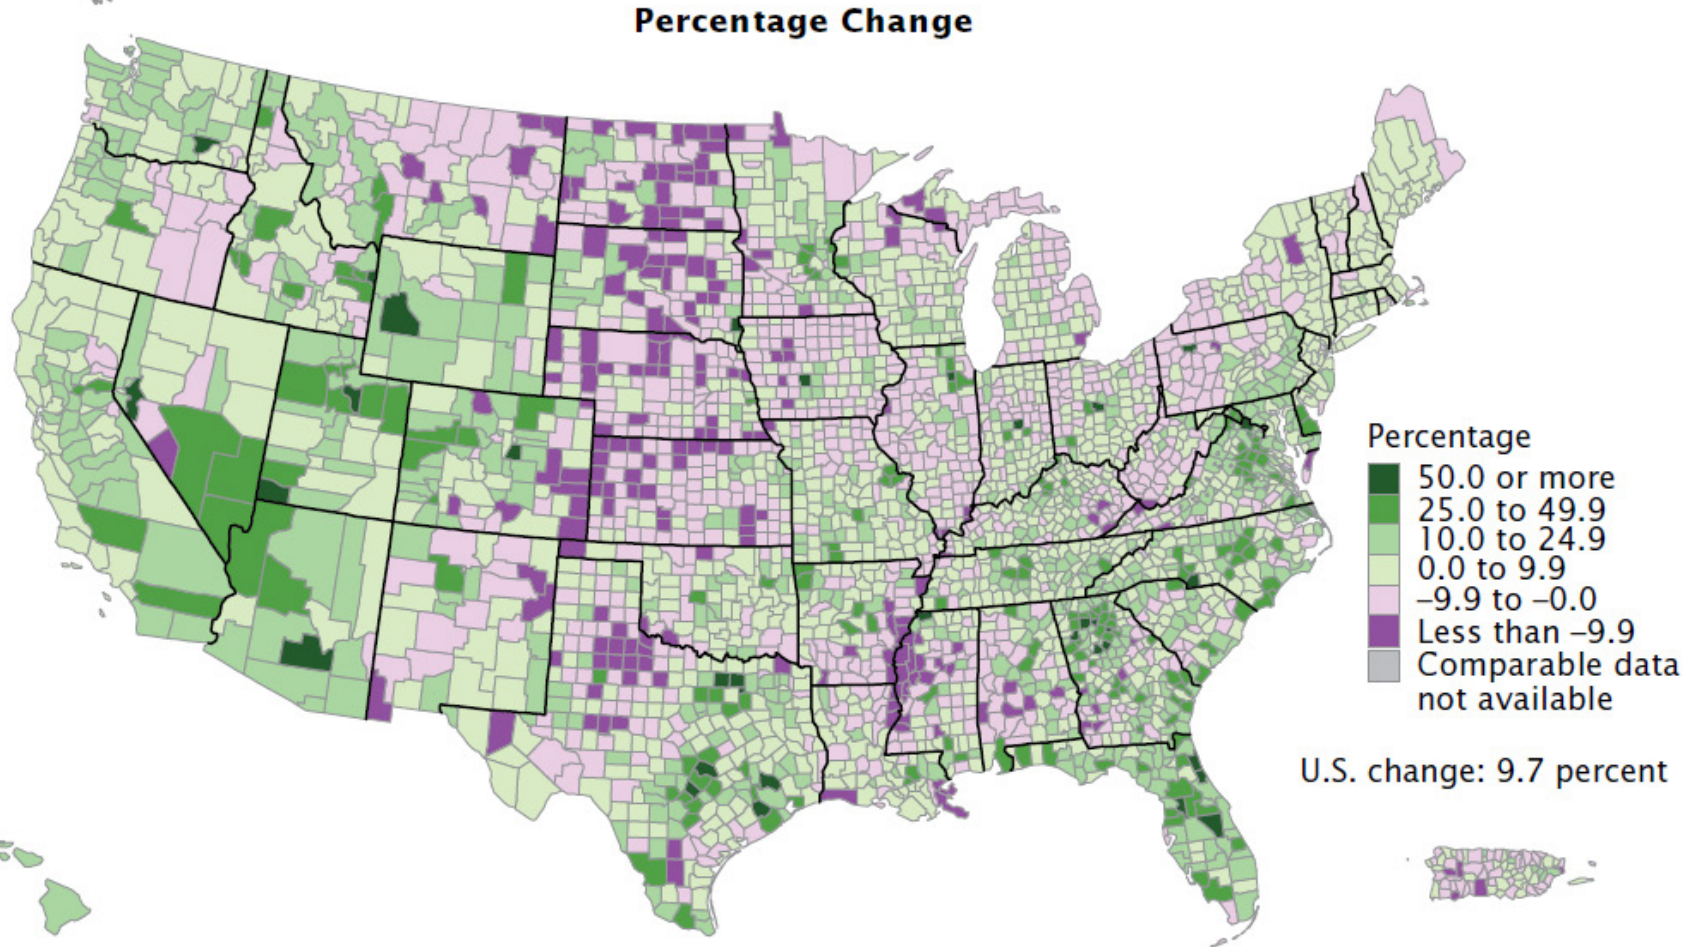 Percentage Change
Percentage
50.0 or more
25.0 to 49.9
10.0 to 24.9
0.0 to 9.9
–9.9 to –0.0
Less than –9.9
Comparable data
not available
U.S. change: 9.7 percent